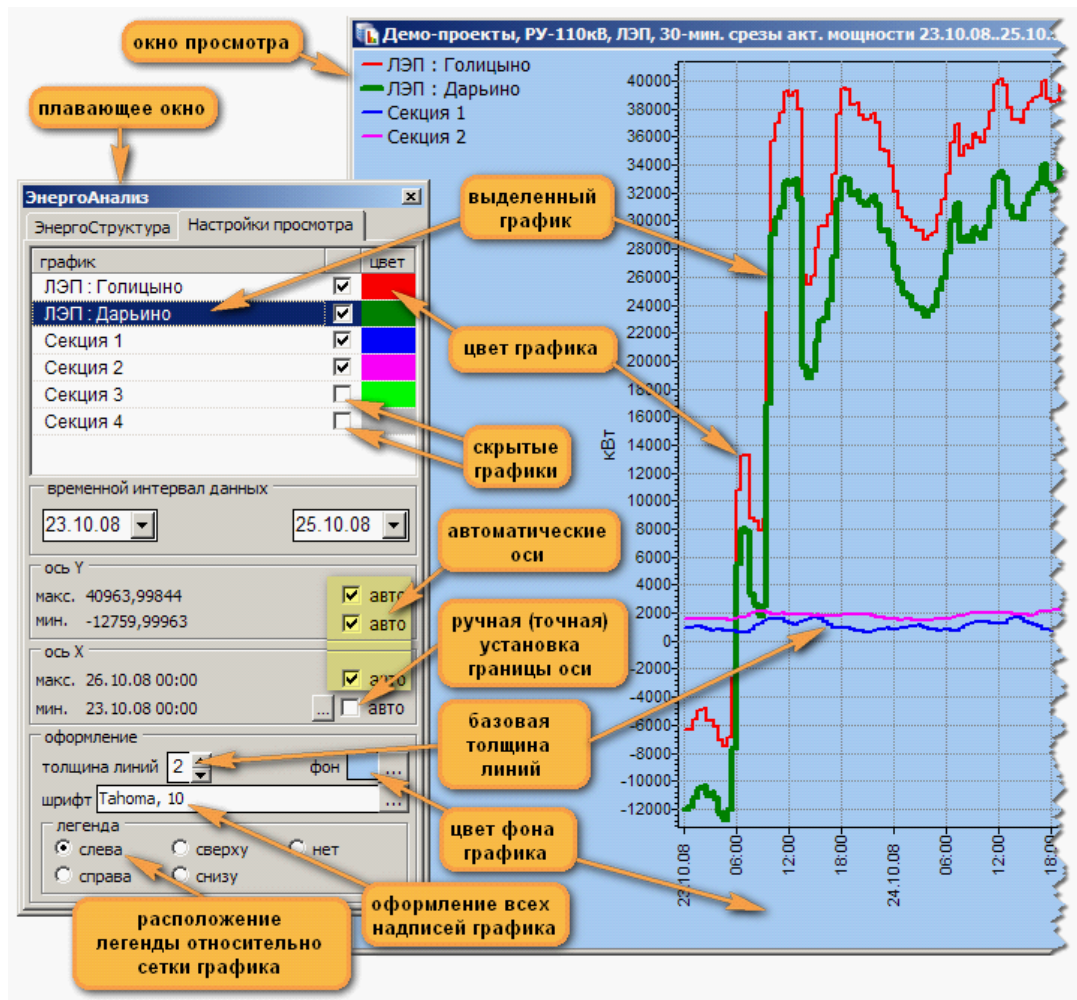 окно просмотра
Демо-проекты, РУ-110кВ, ЛЭП, 30-мин. срезы акт. мощности 23.10.08..25.10.
ЛЭП : Голицыно
ЛЭП : Дарьино
Секция 1
Секция 2
плавающее окно
ЭнергоАнализ
ЭнергоСтруктура
Настройки просмотра
график
цвет
ЛЭП : Голицыно
ЛЭП : Дарьино
Секция 1
Секция 2
Секция 3
Секция 4
временной интервал данных
23.10.08
25.10.08
ось Y
макс. 40963,99844
авто
мин. -12759,99963
авто
ось X
макс. 26.10.08 00:00
авто
мин. 23.10.08 00:00
...
авто
оформление
толщина линий
2
фон
...
шрифт
Tahoma, 10
...
легенда
слева
сверху
нет
справа
снизу
выделенный
график
цвет графика
скрытые
графики
автоматические
оси
ручная (точная)
установка
границы оси
базовая
толщина
линий
цвет фона
графика
оформление всех
надписей графика
расположение
легенды относительно
сетки графика
кВт
40000
38000
36000
34000
32000
30000
28000
26000
24000
22000
20000
18000
16000
14000
12000
10000
8000
6000
4000
2000
0
-2000
-4000
-6000
-8000
-10000
-12000
23.10.08
06:00
12:00
18:00
24.10.08
06:00
12:00
18:00